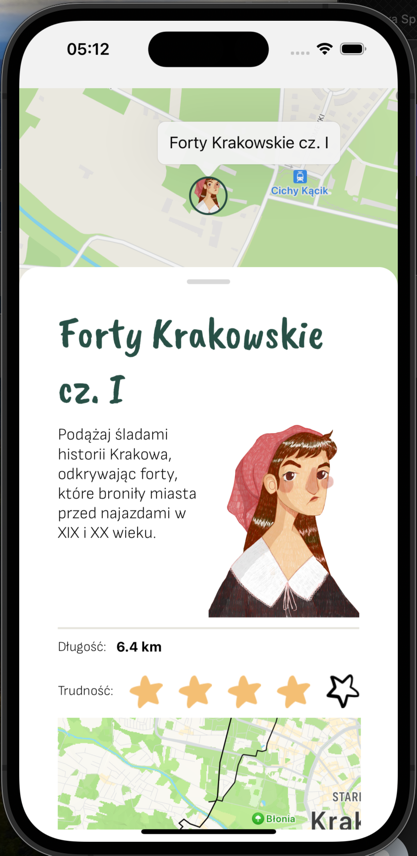 05:12
Forty Krakowskie cz. I
Cichy Kącik
Forty Krakowskie
cz. I
Podążaj śladami
historii Krakowa,
odkrywając forty,
które broniły miasta
przed najazdami w
XIX i XX wieku.
Długość: 6.4 km
Trudność:
STAR
Błonia
Krak